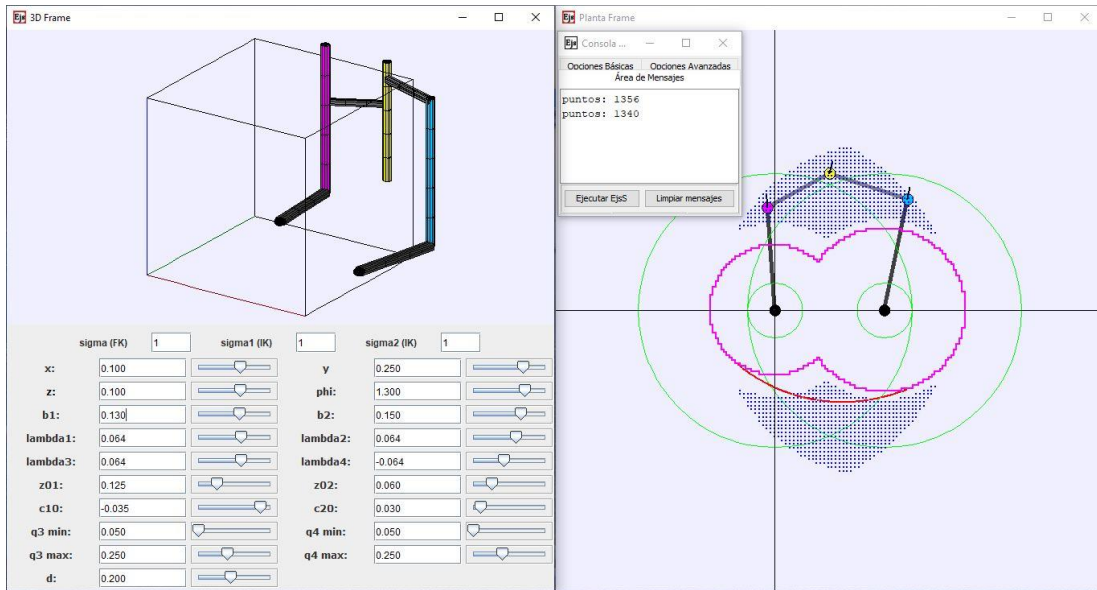 Ejs 3D Frame
Ejs Planta Frame
Ejs Consola ...
Opciones Básicas Opciones Avanzadas
Área de Mensajes
puntos: 1356
puntos: 1340
Ejecutar EjsS Limpiar mensajes
sigma (FK) 1 sigma1 (IK) 1 sigma2 (IK) 1
x: 0.100 y 0.250
z: 0.100 phi: 1.300
b1: 0.130 b2: 0.150
lambda1: 0.064 lambda2: 0.064
lambda3: 0.064 lambda4: -0.064
z01: 0.125 z02: 0.060
c10: -0.035 c20: 0.030
q3 min: 0.050 q4 min: 0.050
q3 max: 0.250 q4 max: 0.250
d: 0.200